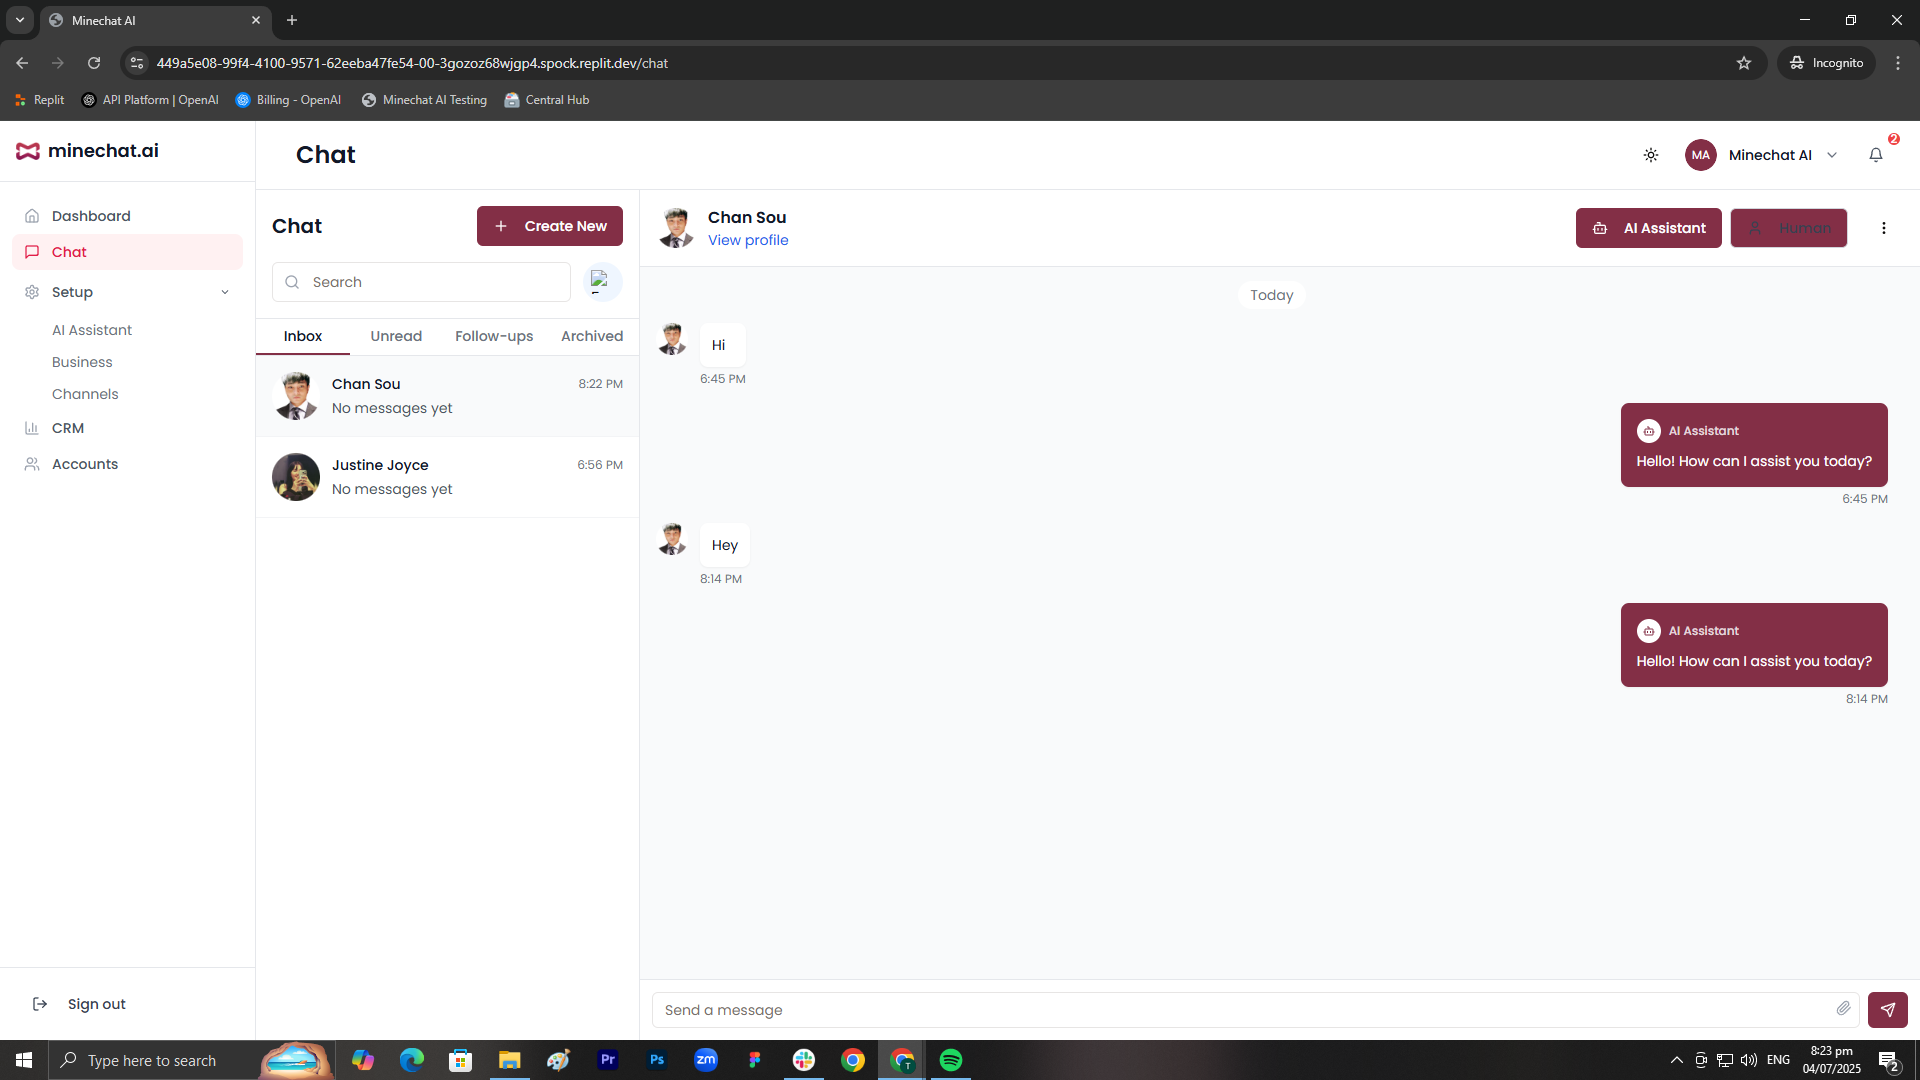 Minechat AI
449a5e08-99f4-4100-9571-62eeba47fe54-00-3gozoz68wjgp4.spock.replit.dev/chat
Incognito
Replit
API Platform | OpenAI
Billing - OpenAI
Minechat AI Testing
Central Hub
minechat.ai
Dashboard
Chat
Setup
AI Assistant
Business
Channels
CRM
Accounts
Sign out
Chat
MA
Minechat AI
2
Chat
Create New
Search
Inbox
Unread
Follow-ups
Archived
Chan Sou
8:22 PM
No messages yet
Justine Joyce
6:56 PM
No messages yet
Chan Sou
View profile
AI Assistant
Human
Today
Hi
6:45 PM
AI Assistant
Hello! How can I assist you today?
6:45 PM
Hey
8:14 PM
AI Assistant
Hello! How can I assist you today?
8:14 PM
Send a message
Type here to search
Pr
Ps
zm
T
ENG
8:23 pm
04/07/2025
2